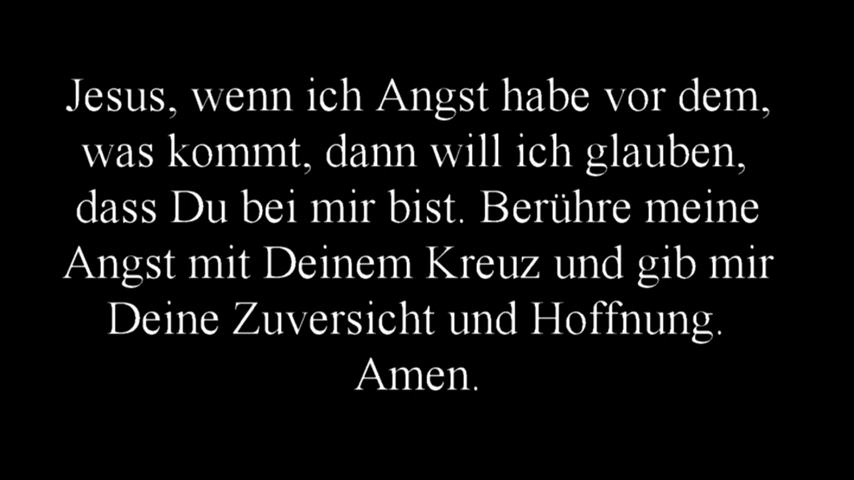 Jesus, wenn ich Angst habe vor dem,
was kommt, dann will ich glauben,
dass Du bei mir bist. Berühre meine
Angst mit Deinem Kreuz und gib mir
Deine Zuversicht und Hoffnung.
Amen.